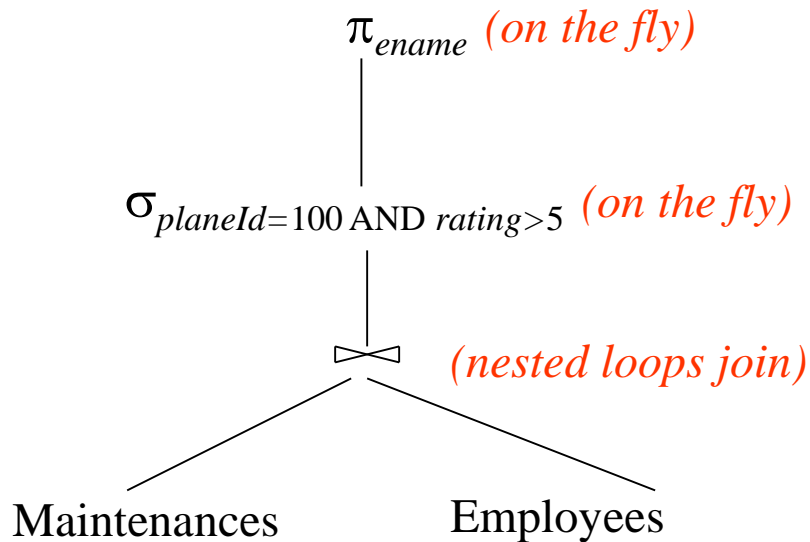 π ename (on the fly)
σ planeId=100 AND rating>5 (on the fly)
⋈ (nested loops join)
Maintenances Employees